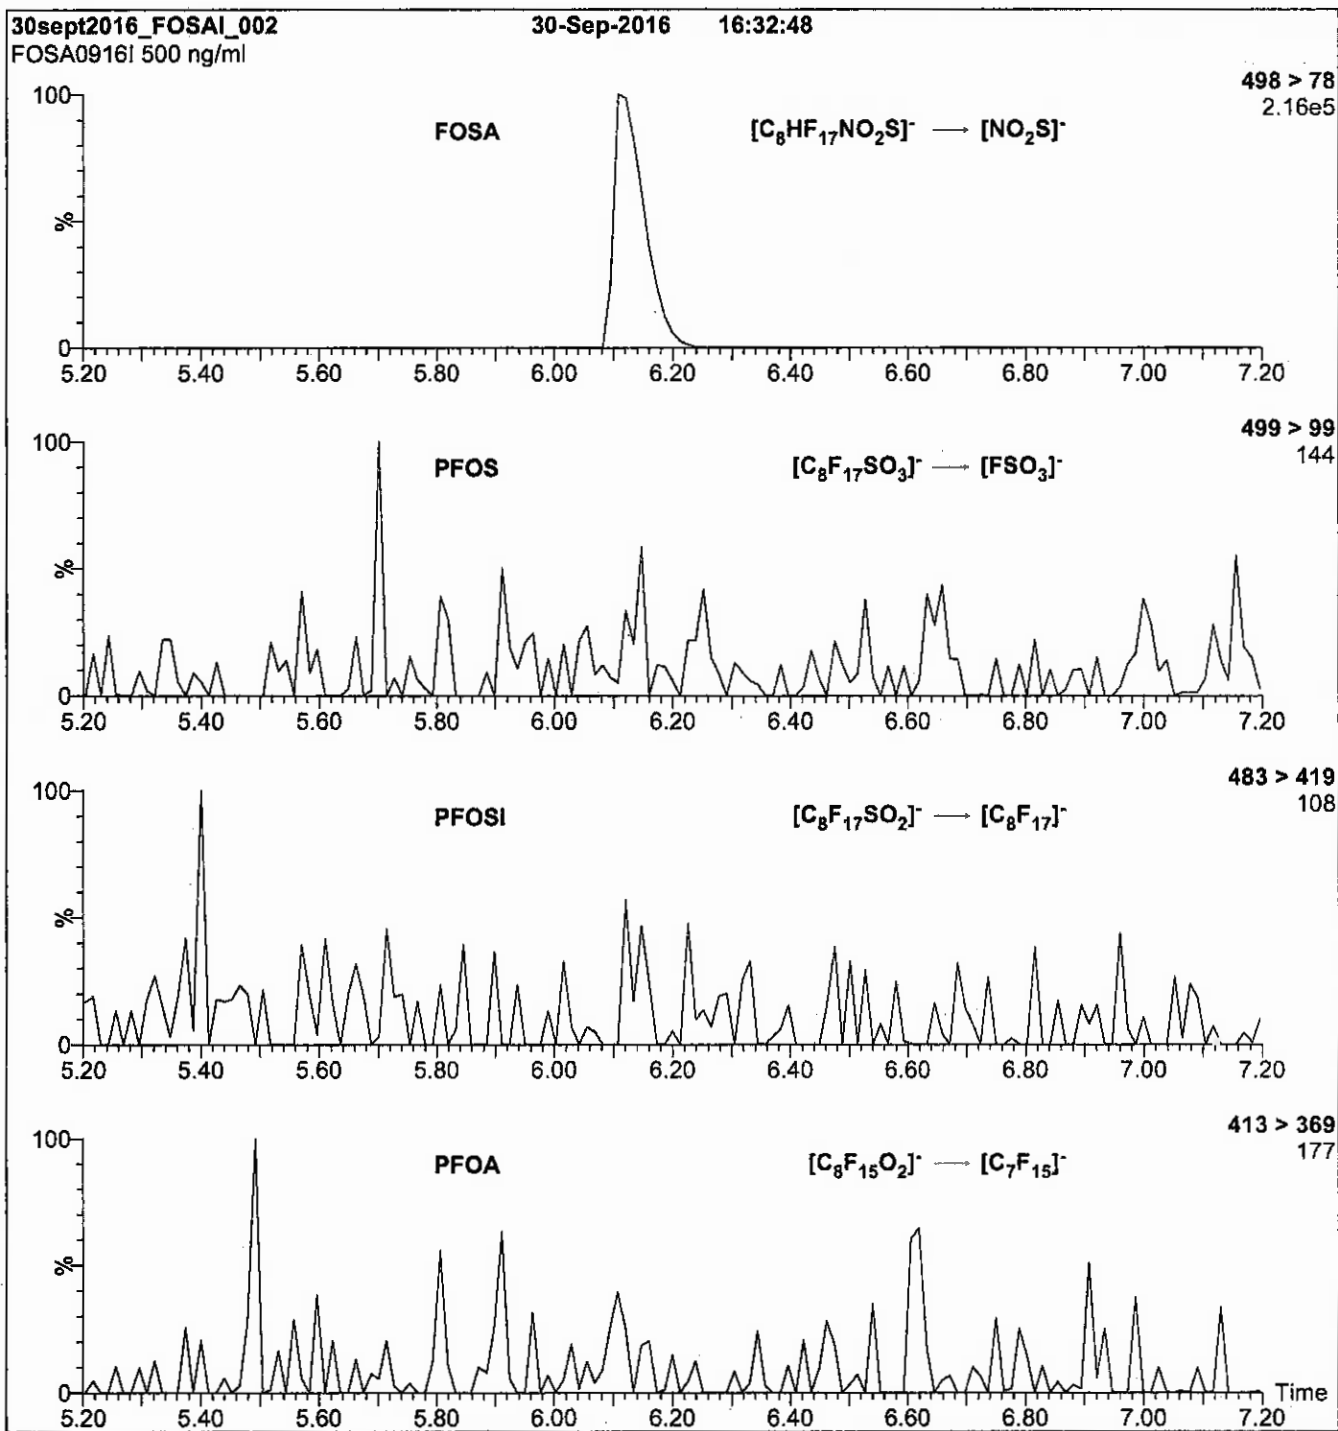 30sept2016_FOSAI_002 30-Sep-2016 16:32:48
FOSA0916I 500 ng/ml
498 > 78
2.16e5
100
FOSA [C₈HF₁₇NO₂S]⁻ → [NO₂S]⁻
%
0
5.20 5.40 5.60 5.80 6.00 6.20 6.40 6.60 6.80 7.00 7.20
499 > 99
144
100
PFOS [C₈F₁₇SO₃]⁻ → [FSO₃]⁻
%
0
5.20 5.40 5.60 5.80 6.00 6.20 6.40 6.60 6.80 7.00 7.20
483 > 419
108
100
PFOSI [C₈F₁₇SO₂]⁻ → [C₈F₁₇]⁻
%
0
5.20 5.40 5.60 5.80 6.00 6.20 6.40 6.60 6.80 7.00 7.20
413 > 369
177
100
PFOA [C₈F₁₅O₂]⁻ → [C₇F₁₅]⁻
%
0 Time
5.20 5.40 5.60 5.80 6.00 6.20 6.40 6.60 6.80 7.00 7.20